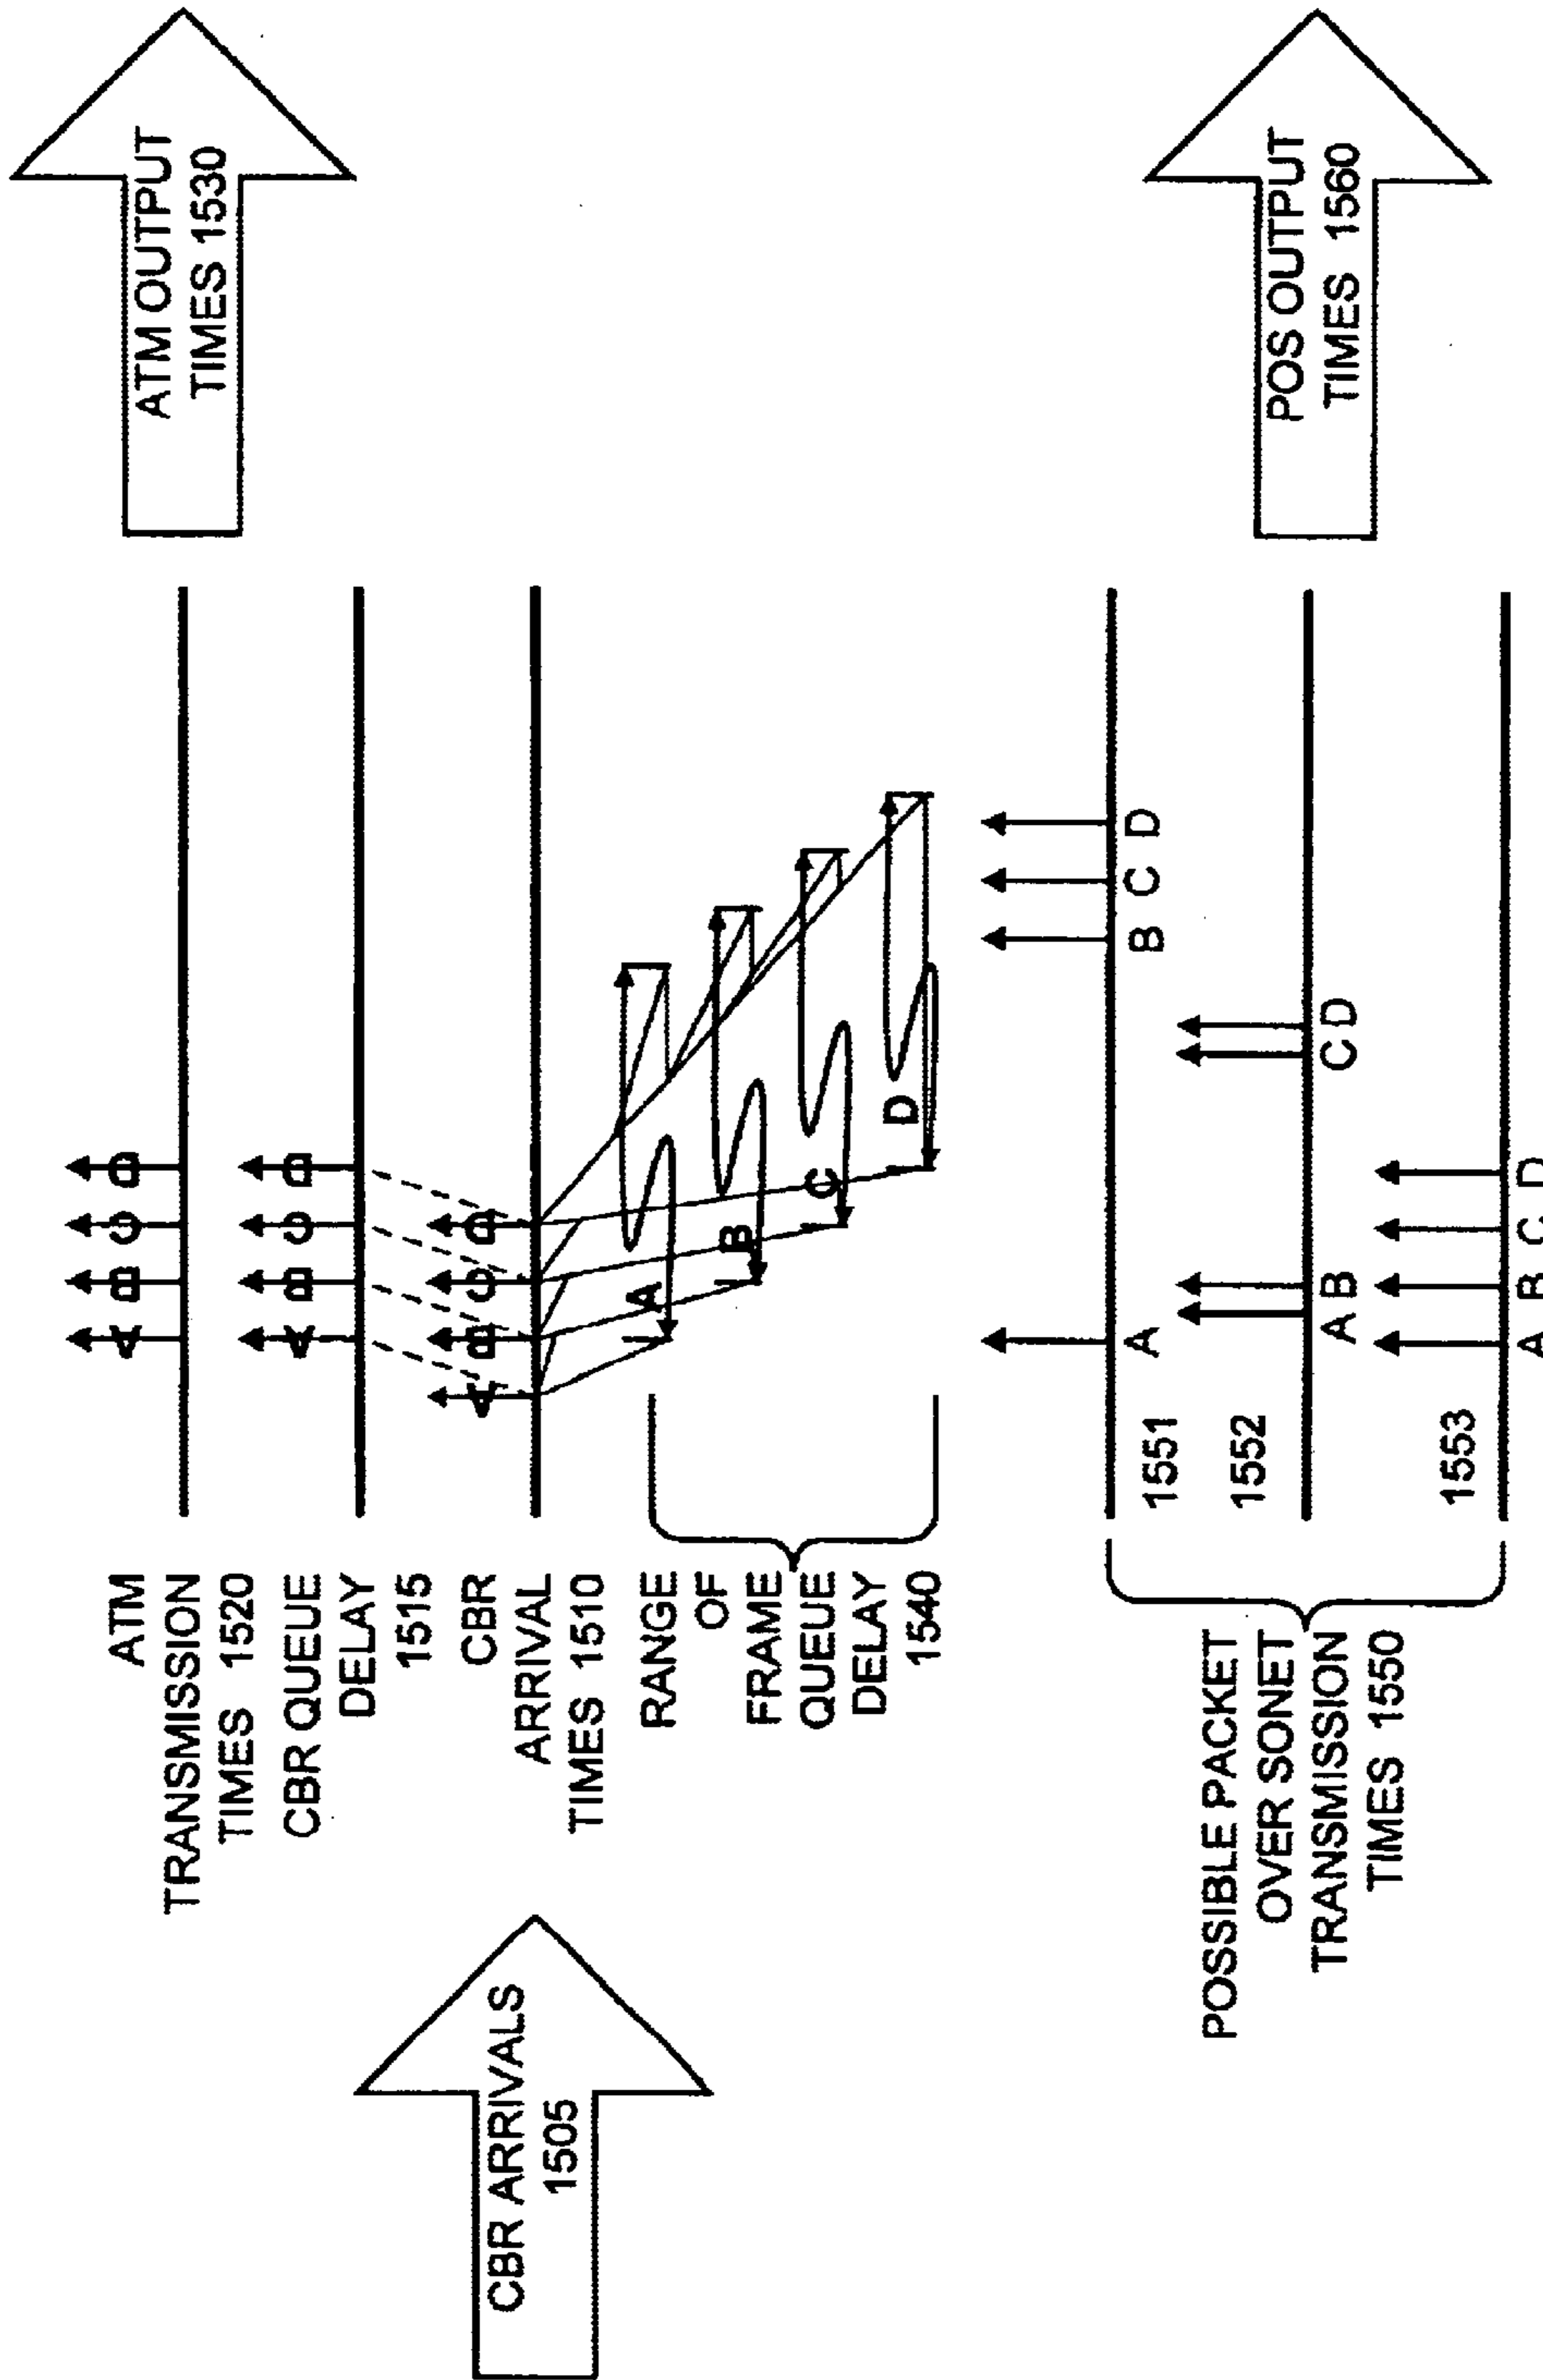 CBR ARRIVALS
1505
ATM
TRANSMISSION
TIMES 1520
CBR QUEUE
DELAY
1515
CBR
ARRIVAL
TIMES 1510
RANGE
OF
FRAME
QUEUE
DELAY
1540
POSSIBLE PACKET
OVER SONET
TRANSMISSION
TIMES 1550
A B C D
A B C D
A B C D
A
B
C
D
A B C D
1551
A B C D
1552
A B C D
1553
ATM OUTPUT
TIMES 1530
POS OUTPUT
TIMES 1560